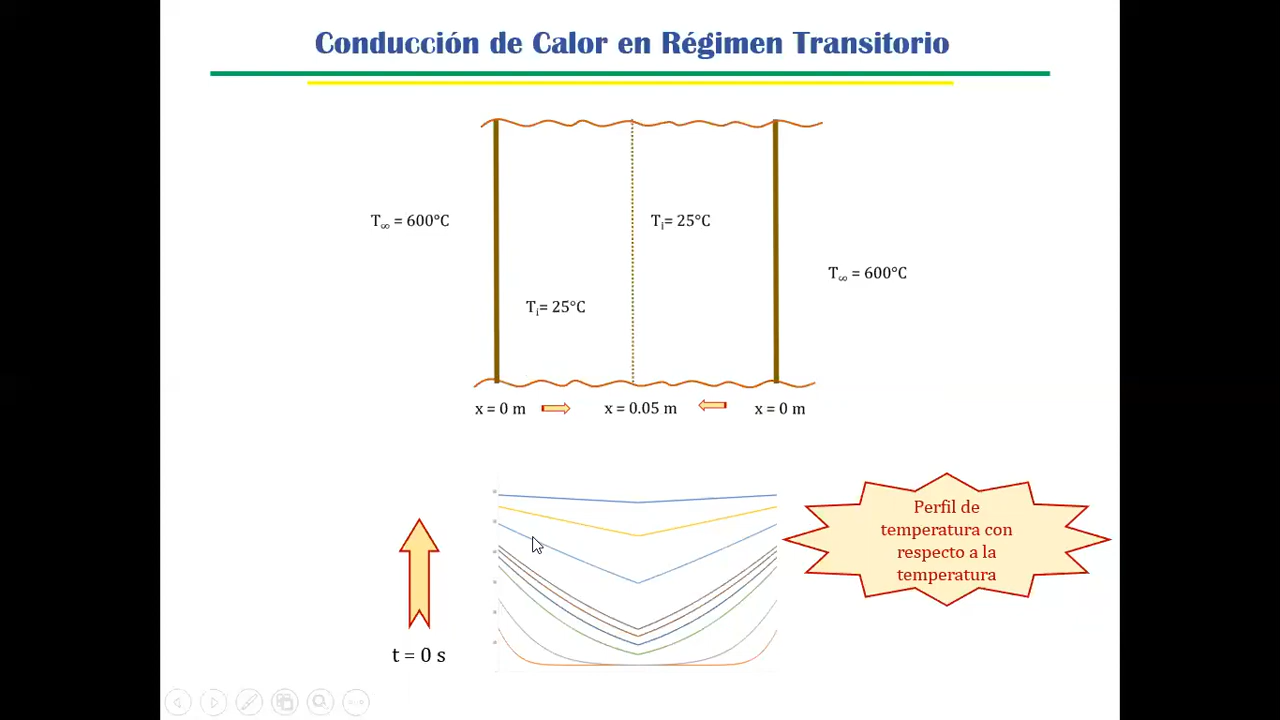 Conducción de Calor en Régimen Transitorio
T∞ = 600°C
Ti= 25°C
T∞ = 600°C
Ti= 25°C
x = 0 m
x = 0.05 m
x = 0 m
Perfil de
temperatura con
respecto a la
temperatura
t = 0 s